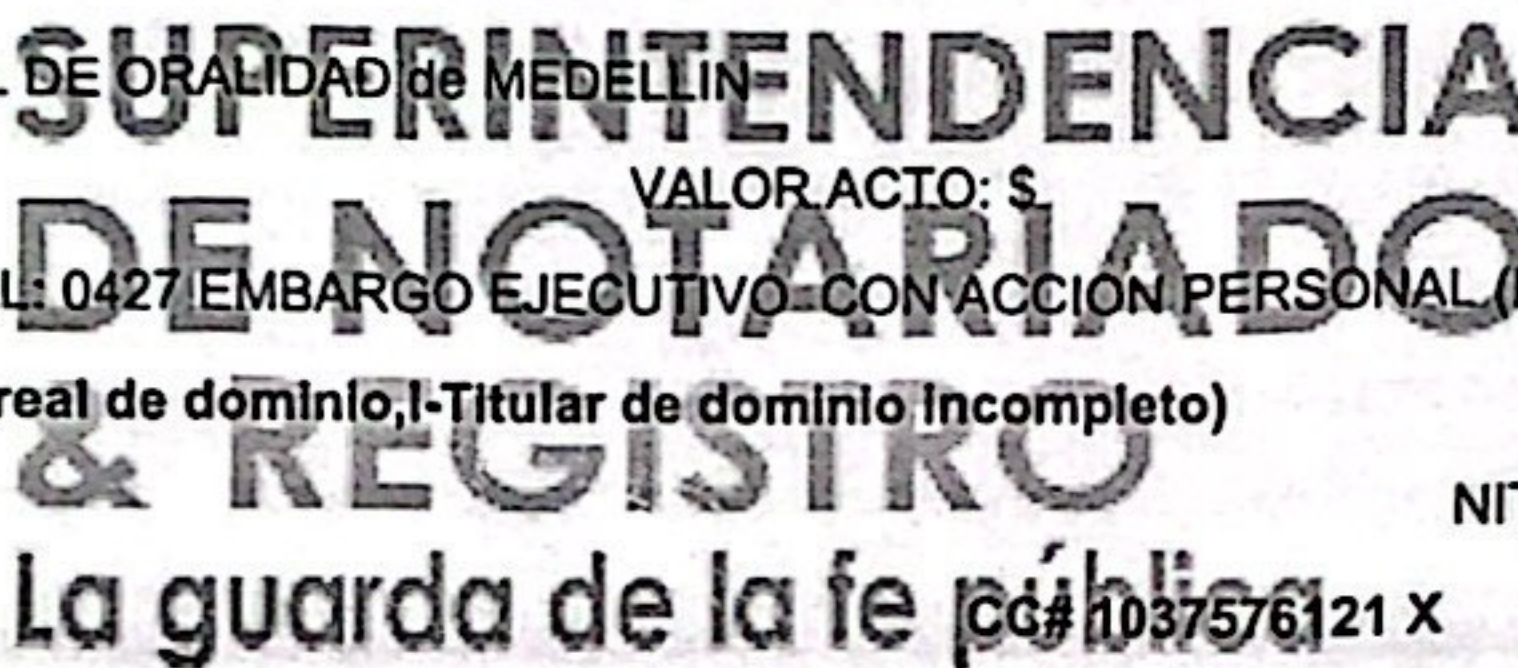 SUPERINTENDENCIA
DE ORALIDAD de MEDELLIN
VALOR ACTO: $
DE NOTARIADO
L: 0427 EMBARGO EJECUTIVO CON ACCION PERSONAL (
real de dominio,I-Titular de dominio incompleto)
& REGISTRO
NIT
La guarda de la fe pública
CC# 1037576121 X